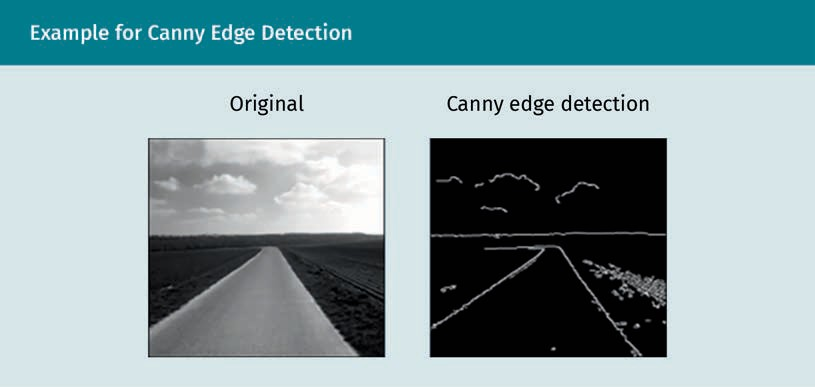 Example for Canny Edge Detection
Original
Canny edge detection